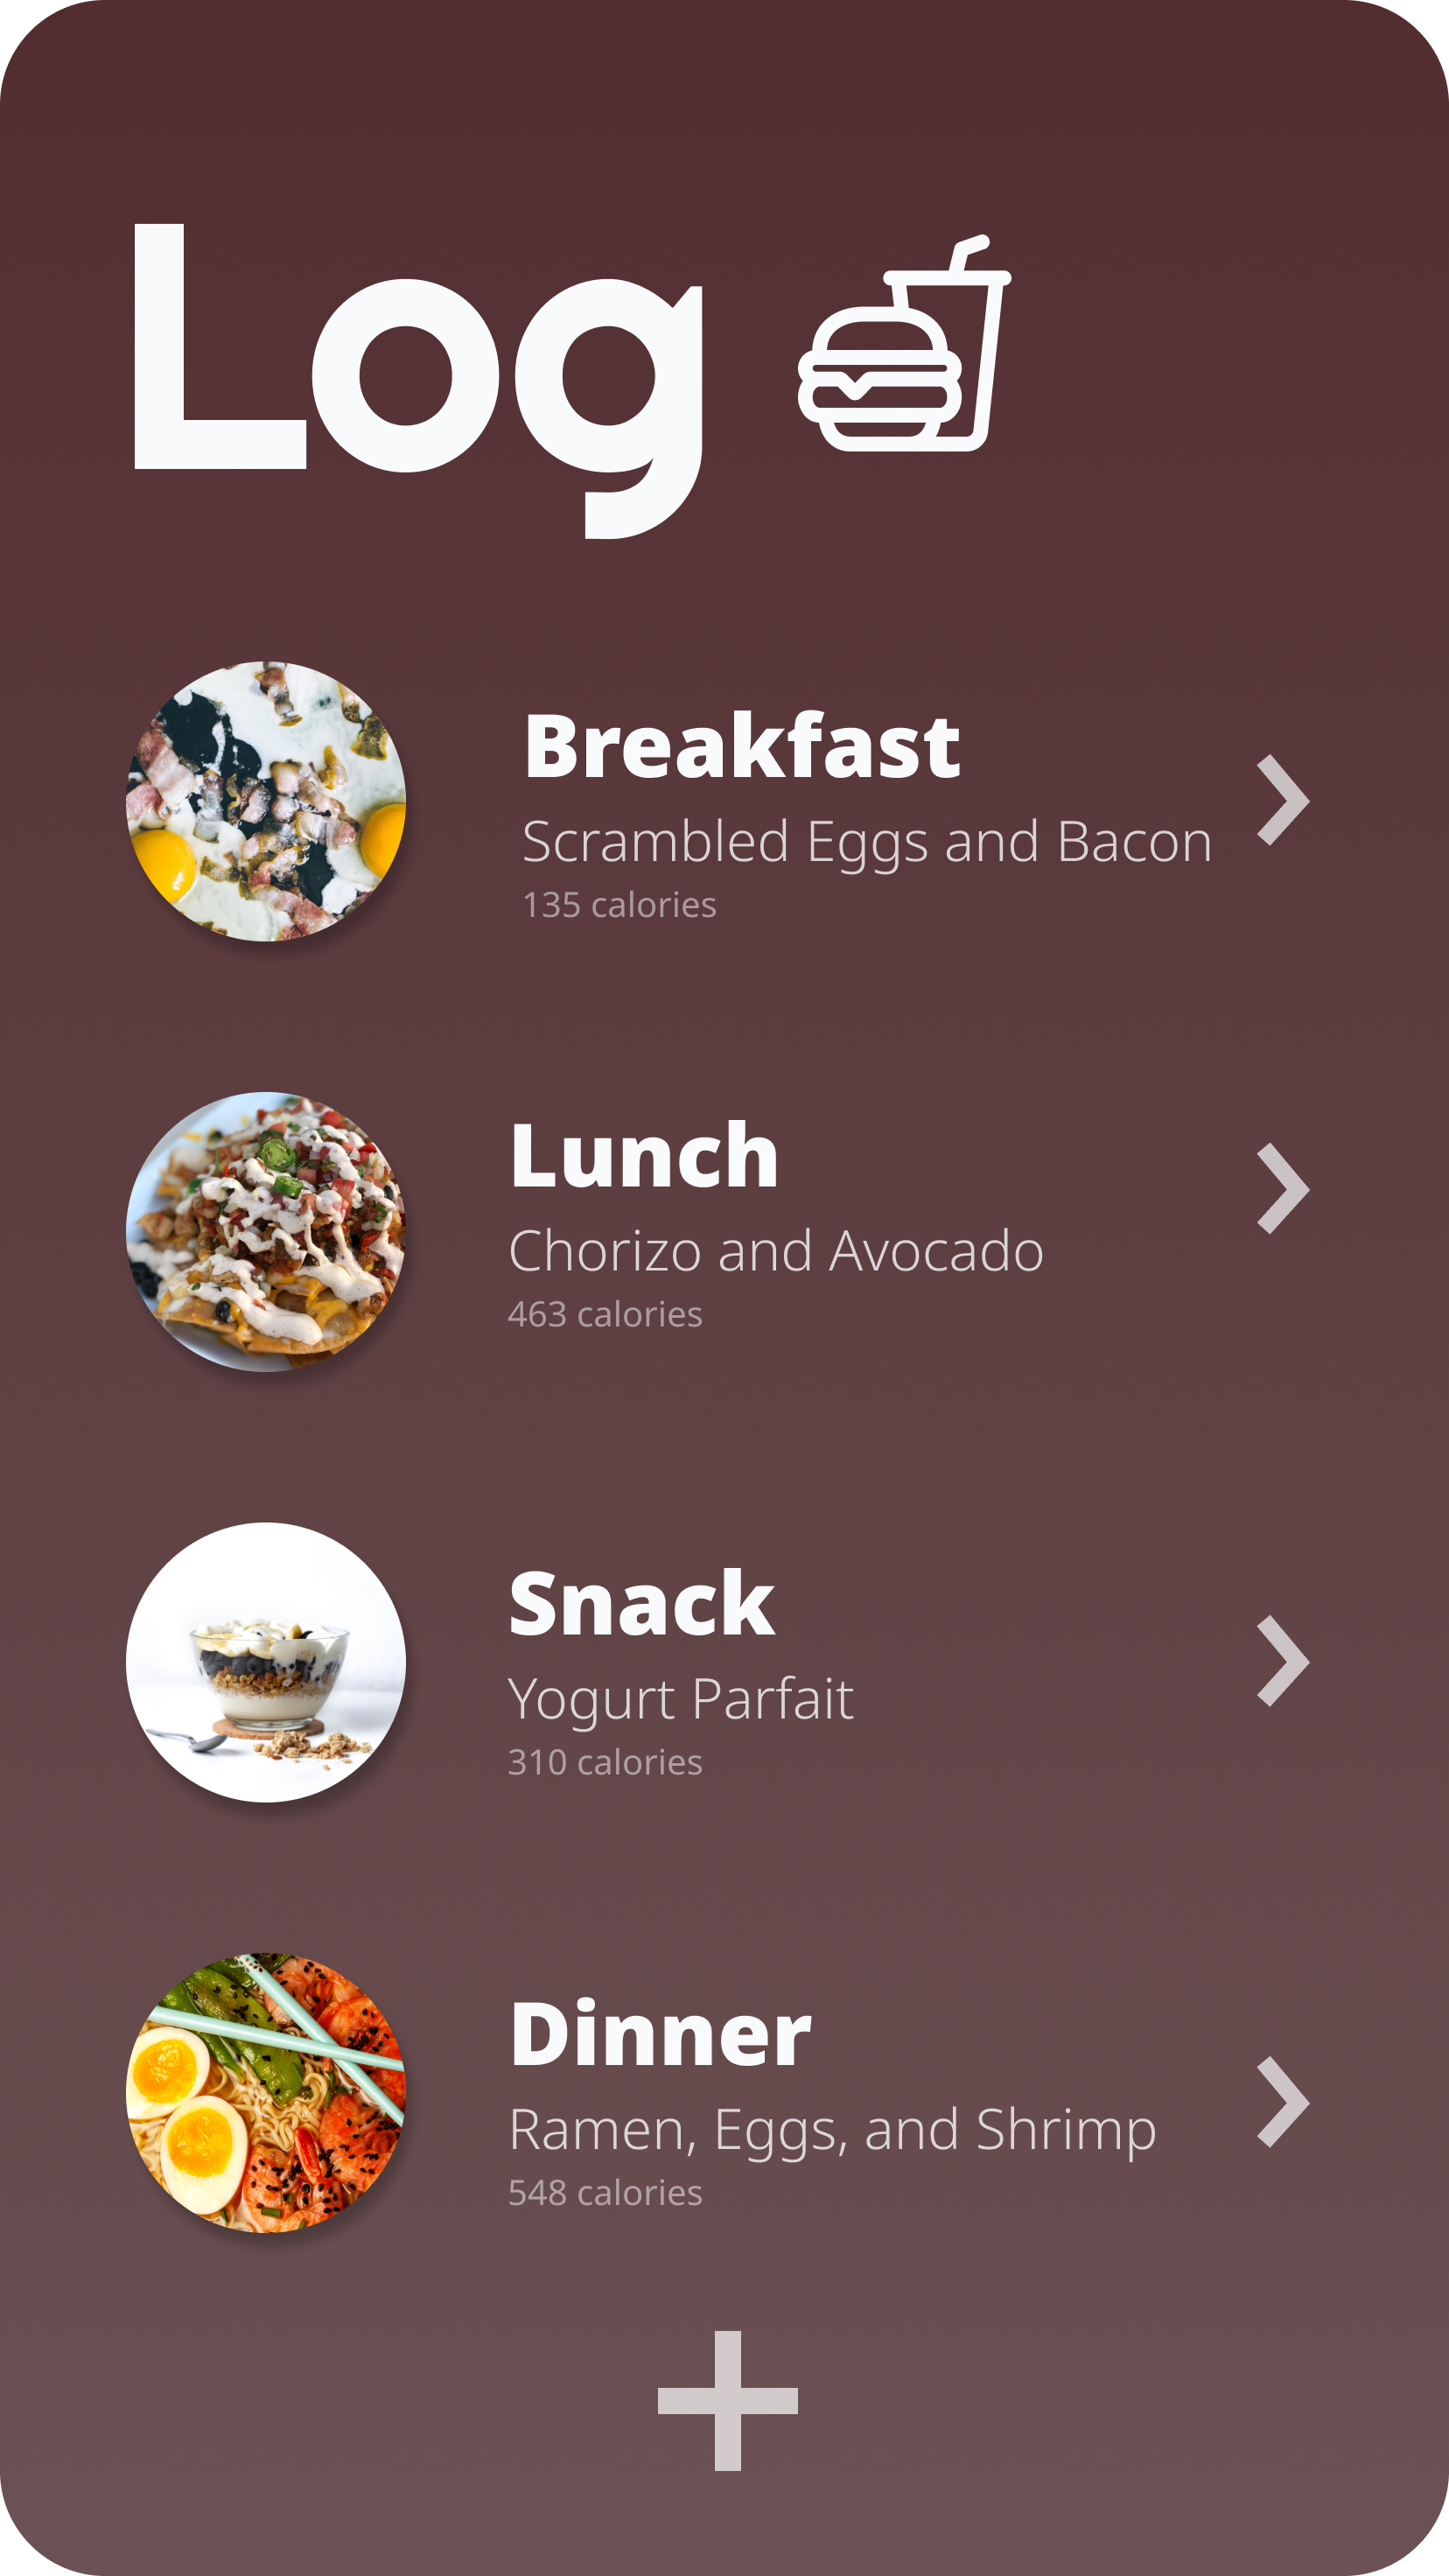 Log
Breakfast
Scrambled Eggs and Bacon
135 calories
Lunch
Chorizo and Avocado
463 calories
Snack
Yogurt Parfait
310 calories
Dinner
Ramen, Eggs, and Shrimp
548 calories